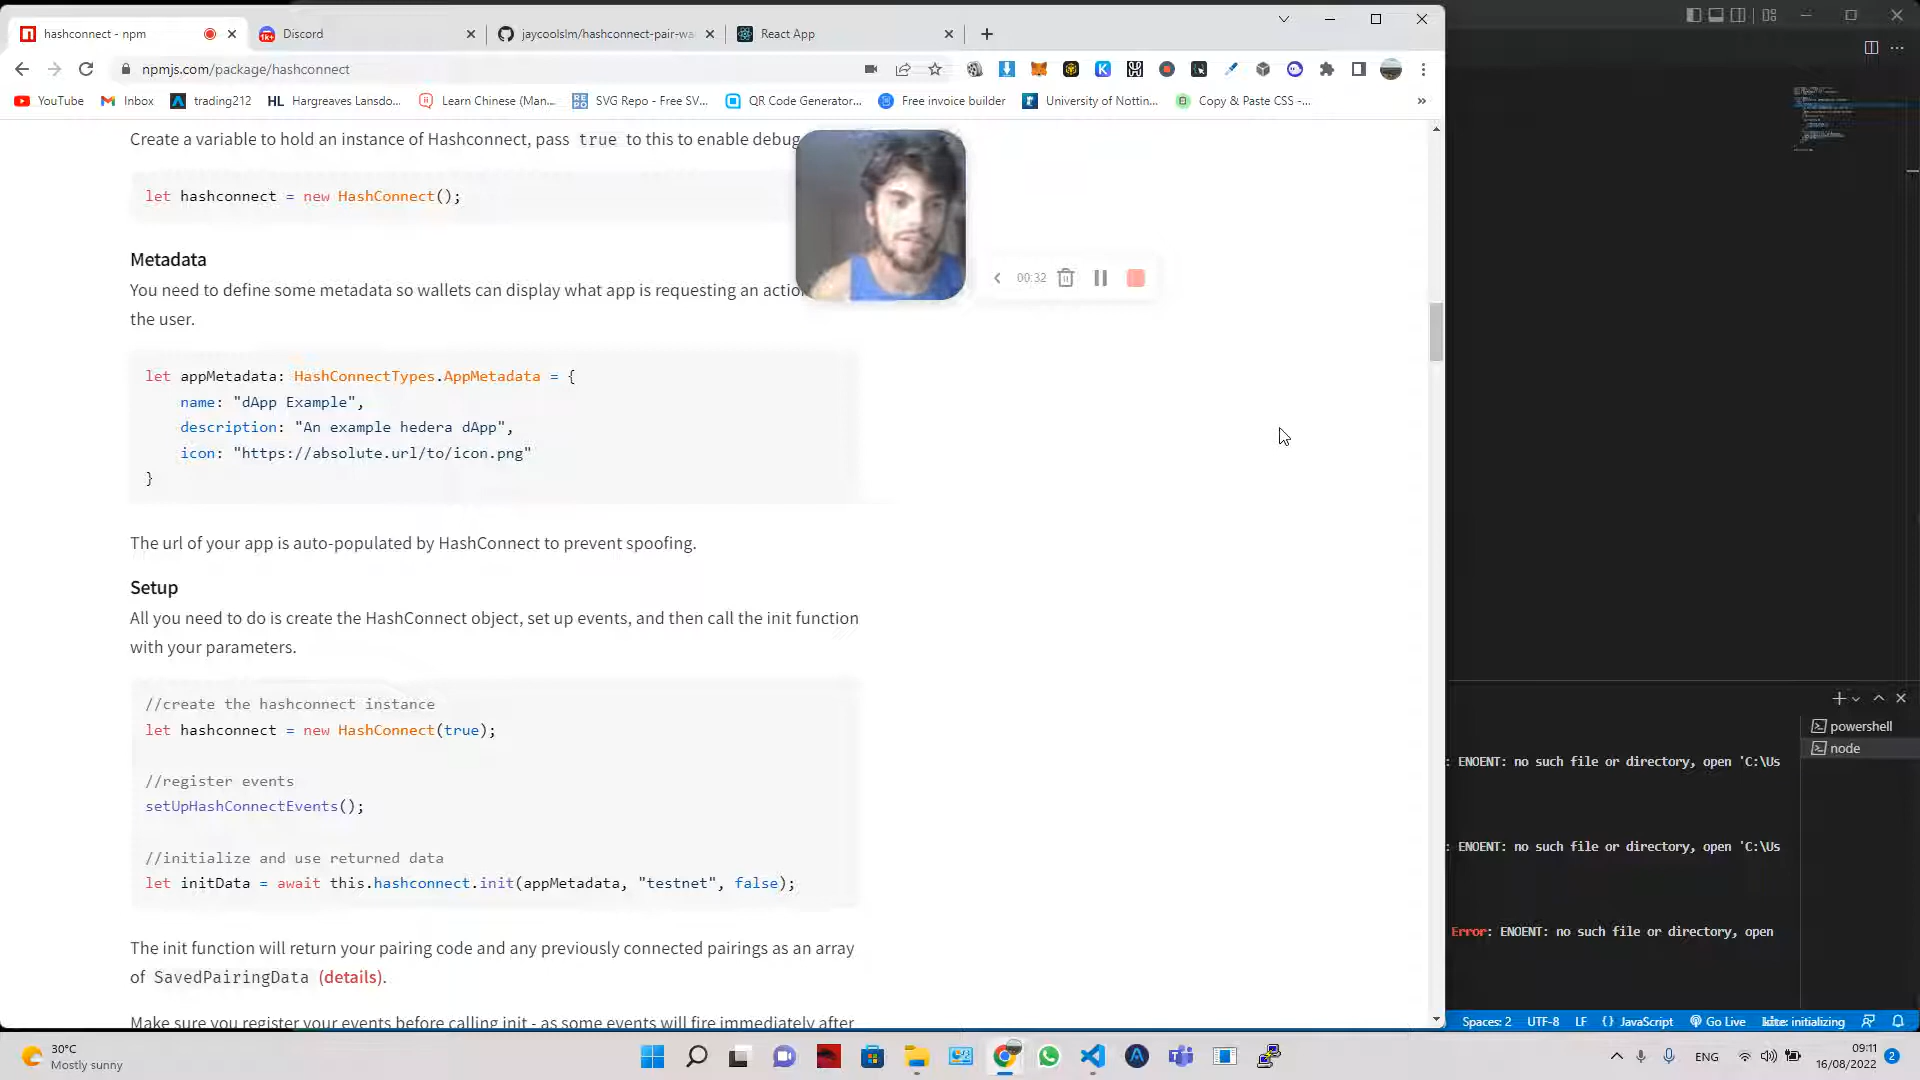 hashconnect - npm
Discord
jaycoolslm/hashconnect-pair-wa
React App
npmjs.com/package/hashconnect
YouTube
Inbox
trading212
HL Hargreaves Lansdo...
Learn Chinese (Man...
SVG Repo - Free SV...
QR Code Generator...
Free invoice builder
University of Nottin...
Copy & Paste CSS -...
Create a variable to hold an instance of Hashconnect, pass true to this to enable debug
let hashconnect = new HashConnect();
Metadata
You need to define some metadata so wallets can display what app is requesting an action
the user.
let appMetadata: HashConnectTypes.AppMetadata = {
name: "dApp Example",
description: "An example hedera dApp",
icon: "https://absolute.url/to/icon.png"
}
00:32
The url of your app is auto-populated by HashConnect to prevent spoofing.
Setup
All you need to do is create the HashConnect object, set up events, and then call the init function
with your parameters.
//create the hashconnect instance
let hashconnect = new HashConnect(true);
//register events
setUpHashConnectEvents();
//initialize and use returned data
let initData = await this.hashconnect.init(appMetadata, "testnet", false);
The init function will return your pairing code and any previously connected pairings as an array
of SavedPairingData (details).
Make sure you register your events before calling init - as some events will fire immediately after
powershell
node
: ENOENT: no such file or directory, open 'C:\Us
: ENOENT: no such file or directory, open 'C:\Us
Error: ENOENT: no such file or directory, open
Spaces: 2
UTF-8
LF
{} JavaScript
Go Live
kite: initializing
30°C
Mostly sunny
ENG
09:11
16/08/2022
2